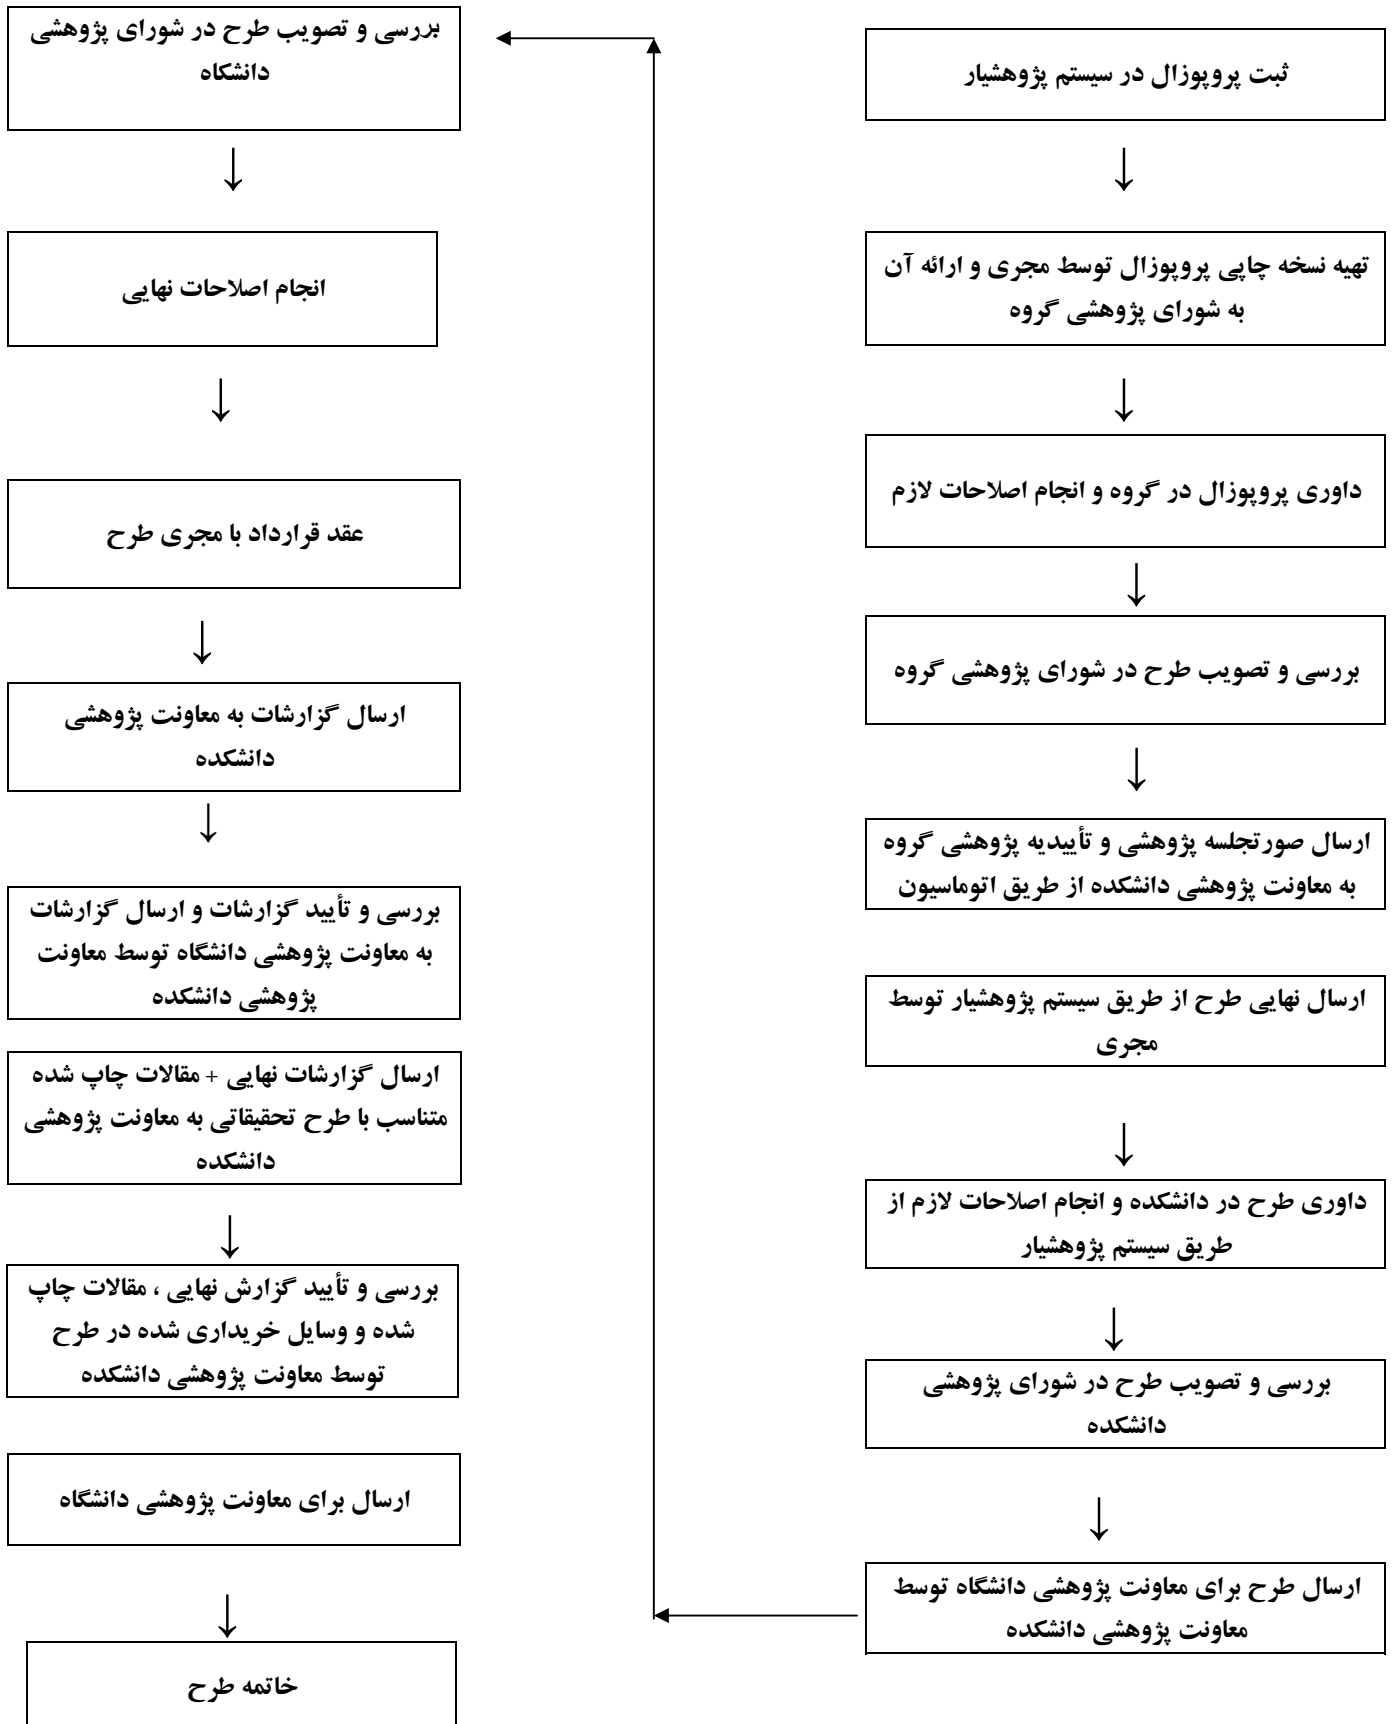 ثبت پروپوزال در سیستم پژوهشیار
تهیه نسخه چاپی پروپوزال توسط مجری و ارائه آن
به شورای پژوهشی گروه
داوری پروپوزال در گروه و انجام اصلاحات لازم
بررسی و تصویب طرح در شورای پژوهشی گروه
ارسال صورتجلسه پژوهشی و تأییدیه پژوهشی گروه
به معاونت پژوهشی دانشکده از طریق اتوماسیون
ارسال نهایی طرح از طریق سیستم پژوهشیار توسط
مجری
داوری طرح در دانشکده و انجام اصلاحات لازم از
طریق سیستم پژوهشیار
بررسی و تصویب طرح در شورای پژوهشی
دانشکده
ارسال طرح برای معاونت پژوهشی دانشگاه توسط
معاونت پژوهشی دانشکده
بررسی و تصویب طرح در شورای پژوهشی
دانشکاه
انجام اصلاحات نهایی
عقد قرارداد با مجری طرح
ارسال گزارشات به معاونت پژوهشی
دانشکده
بررسی و تأیید گزارشات و ارسال گزارشات
به معاونت پژوهشی دانشگاه توسط معاونت
پژوهشی دانشکده
ارسال گزارشات نهایی + مقالات چاپ شده
متناسب با طرح تحقیقاتی به معاونت پژوهشی
دانشکده
بررسی و تأیید گزارش نهایی ، مقالات چاپ
شده و وسایل خریداری شده در طرح
توسط معاونت پژوهشی دانشکده
ارسال برای معاونت پژوهشی دانشگاه
خاتمه طرح